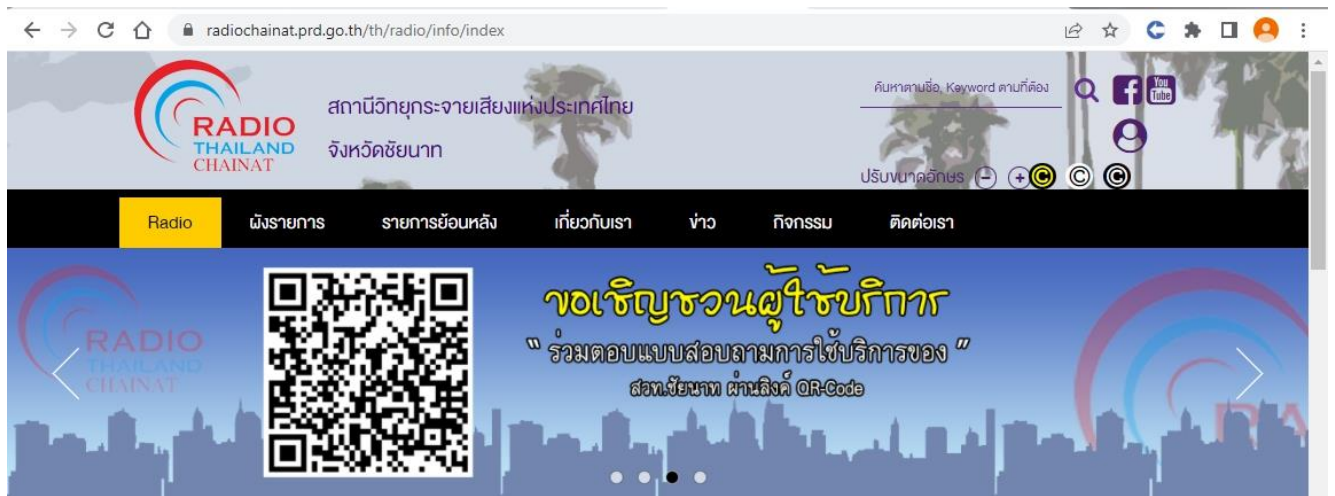 radiochainat.prd.go.th/th/radio/info/index
RADIO
THAILAND
CHAINAT
สถานีวิทยุกระจายเสียงแห่งประเทศไทย
จังหวัดชัยนาท
ค้นหาตามชื่อ, Keyword ตามที่ต้อง
You
Tube
ปรับขนาดอักษร - + C C C
Radio ผังรายการ รายการย้อนหลัง เกี่ยวกับเรา ข่าว กิจกรรม ติดต่อเรา
RADIO
THAILAND
CHAINAT
ขอเชิญชวนผู้ใช้บริการ
" ร่วมตอบแบบสอบถามการใช้บริการของ "
สวท.ชัยนาท ผ่านลิงค์ QR-Code
RA